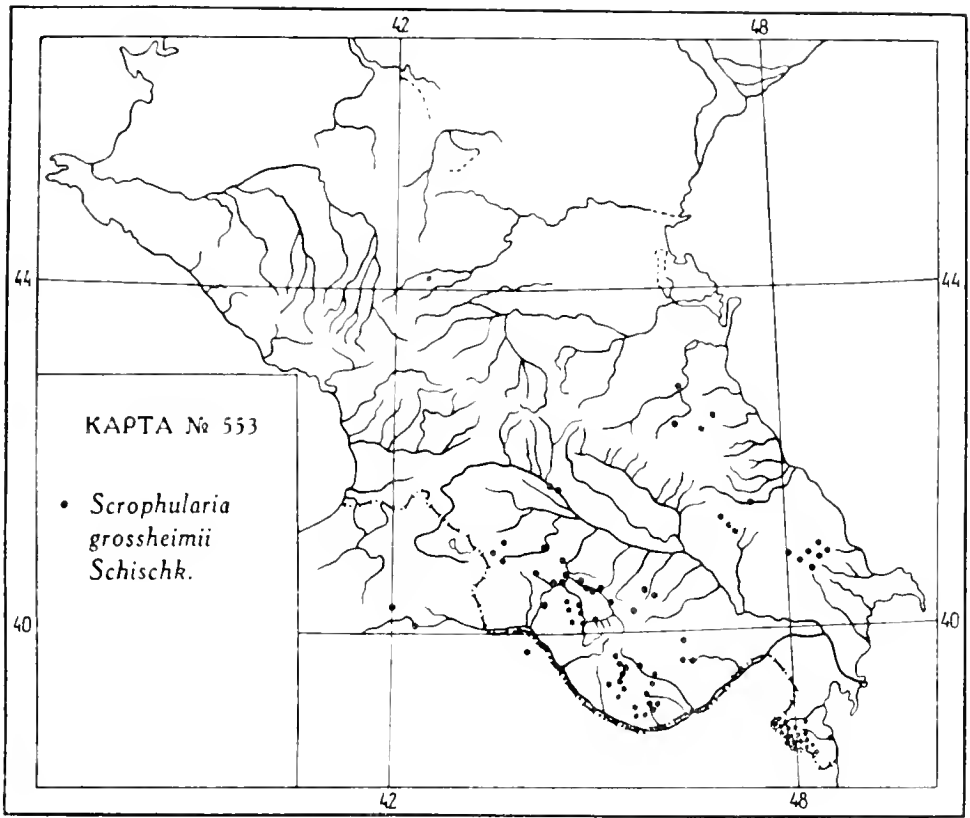 42 48
44 44
КАРТА № 553
• Scrophularia
grossheimii
Schischk.
40 40
42 48